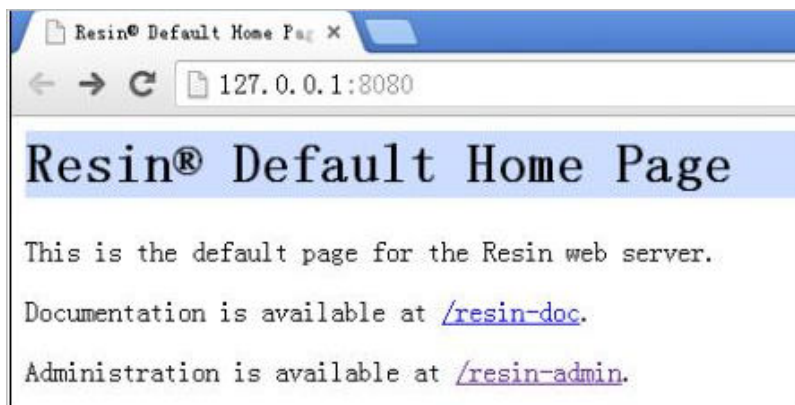 Resin® Default Home Pag
127.0.0.1:8080
Resin® Default Home Page
This is the default page for the Resin web server.
Documentation is available at /resin-doc.
Administration is available at /resin-admin.